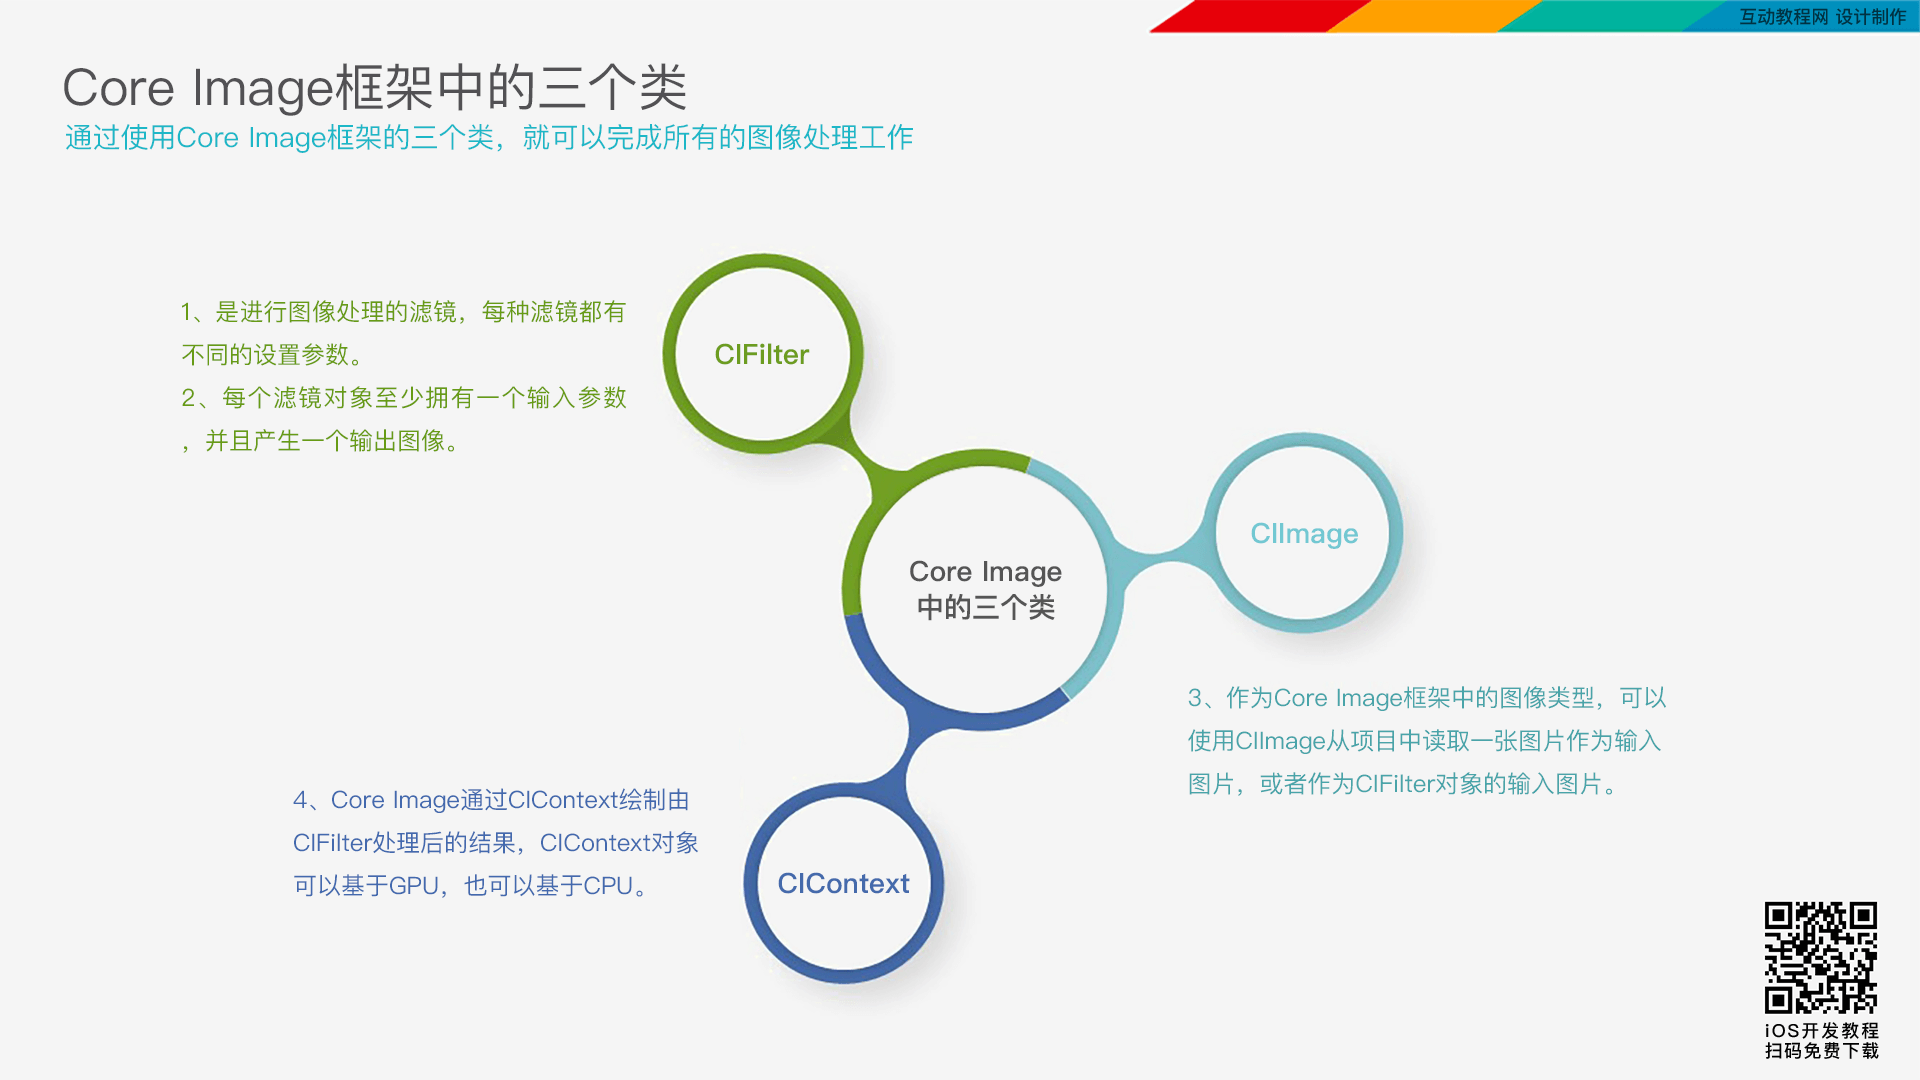 互动教程网 设计制作
Core Image框架中的三个类
通过使用Core Image框架的三个类，就可以完成所有的图像处理工作
1、是进行图像处理的滤镜，每种滤镜都有
不同的设置参数。
2、每个滤镜对象至少拥有一个输入参数
，并且产生一个输出图像。
CIFilter
CIImage
Core Image
中的三个类
3、作为Core Image框架中的图像类型，可以
使用CIImage从项目中读取一张图片作为输入
图片，或者作为CIFilter对象的输入图片。
4、Core Image通过CIContext绘制由
CIFilter处理后的结果，CIContext对象
可以基于GPU，也可以基于CPU。
CIContext
iOS开发教程
扫码免费下载